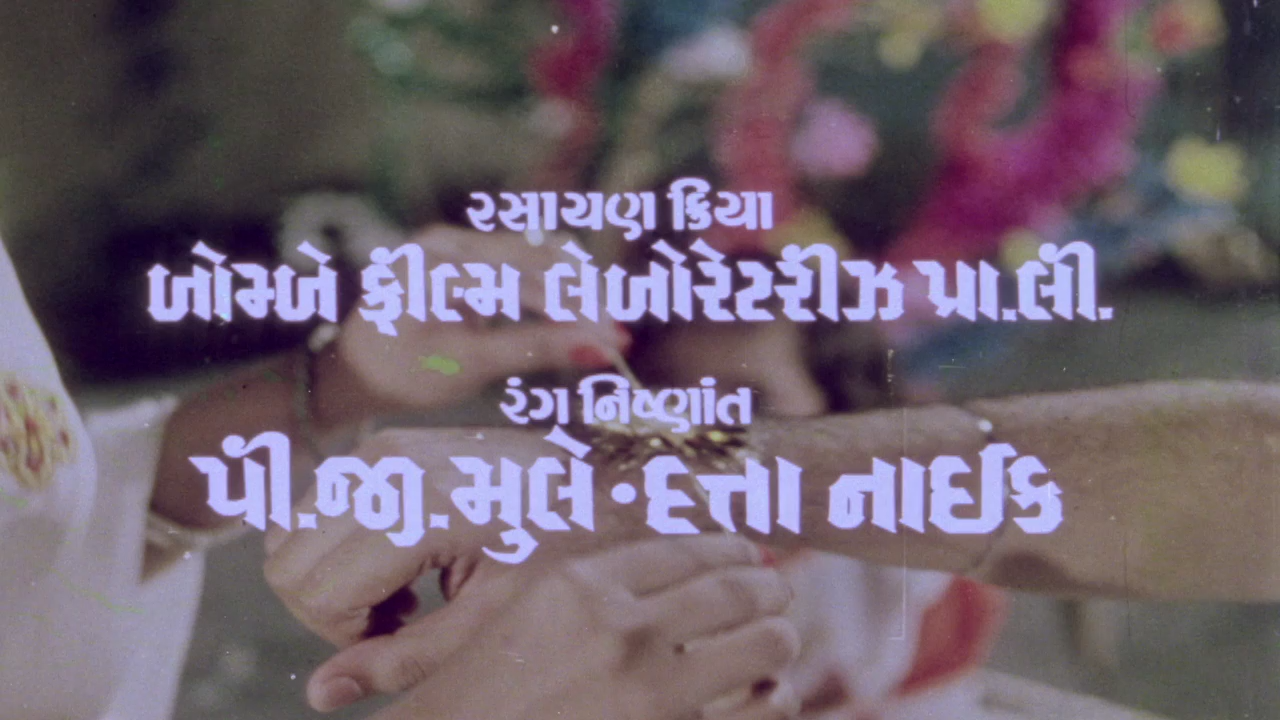 રસાયણ ક્રિયા
બોમ્બે ફીલ્મ લેબોરેટરીઝ પ્રા.લી.
રંગ નિષ્ણાંત
પી.જી.મુલે • દત્તા નાઈક